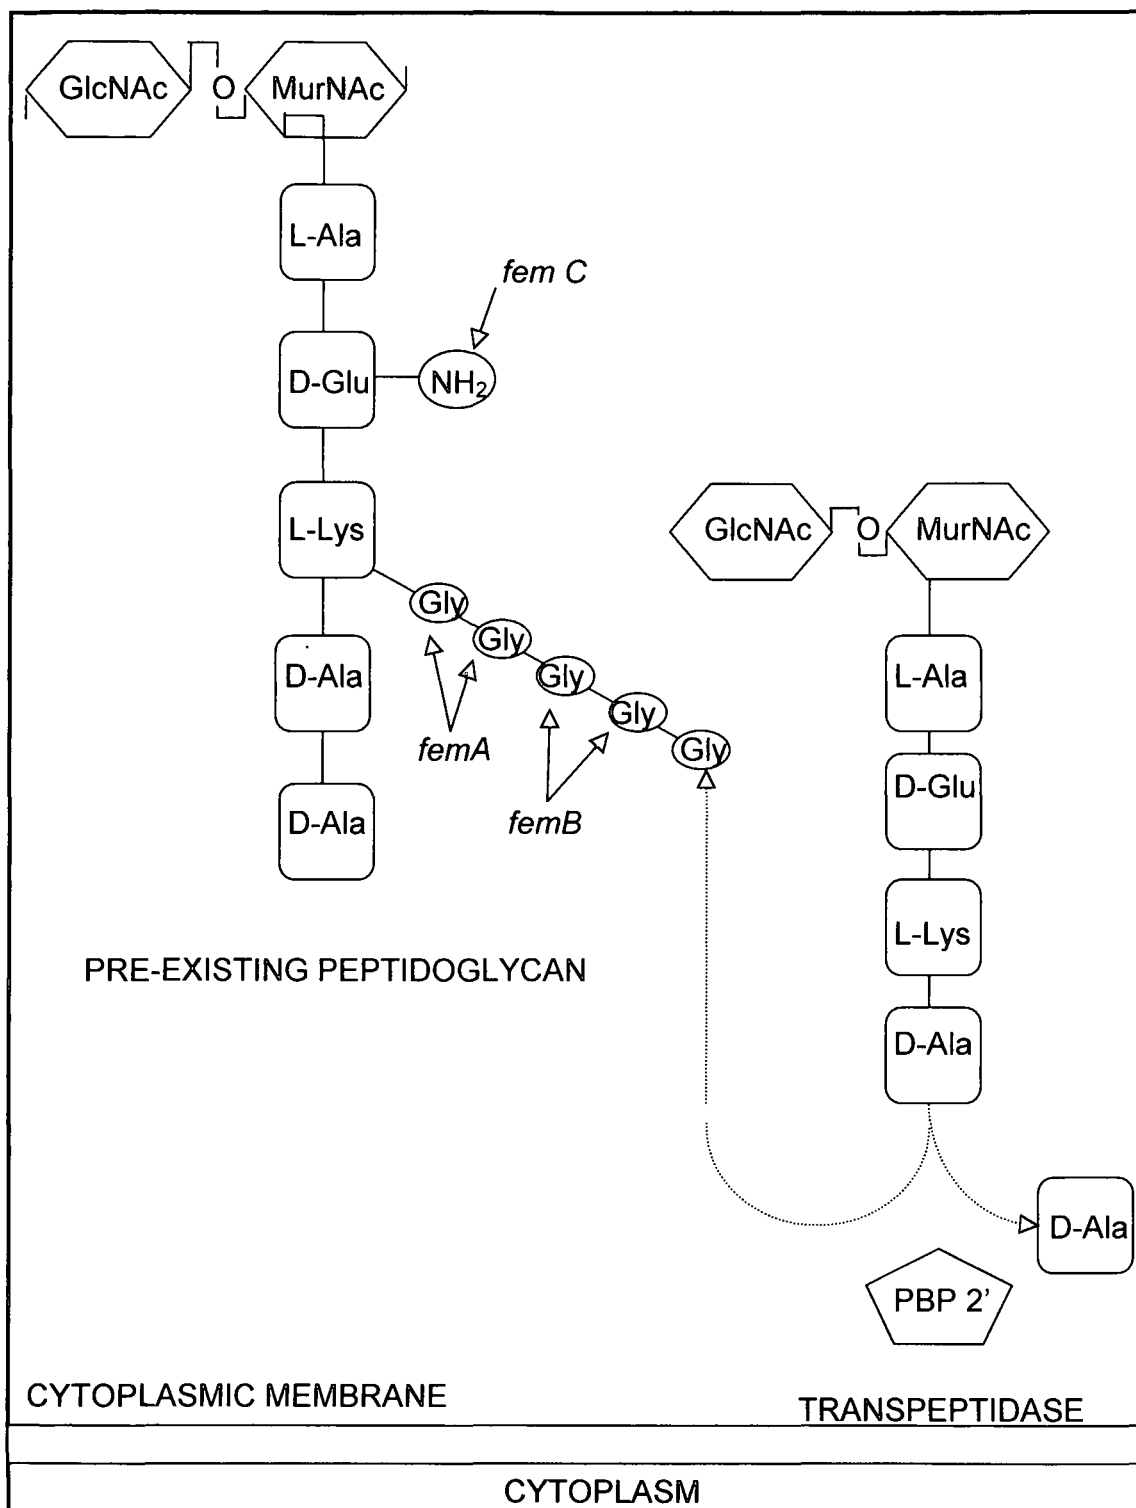 GlcNAc O MurNAc
L-Ala
fem C
D-Glu NH₂
L-Lys
GlcNAc O MurNAc
Gly
Gly
D-Ala
Gly
L-Ala
Gly
femA
Gly
D-Glu
D-Ala
femB
L-Lys
PRE-EXISTING PEPTIDOGLYCAN
D-Ala
D-Ala
PBP 2'
CYTOPLASMIC MEMBRANE
TRANSPEPTIDASE
CYTOPLASM